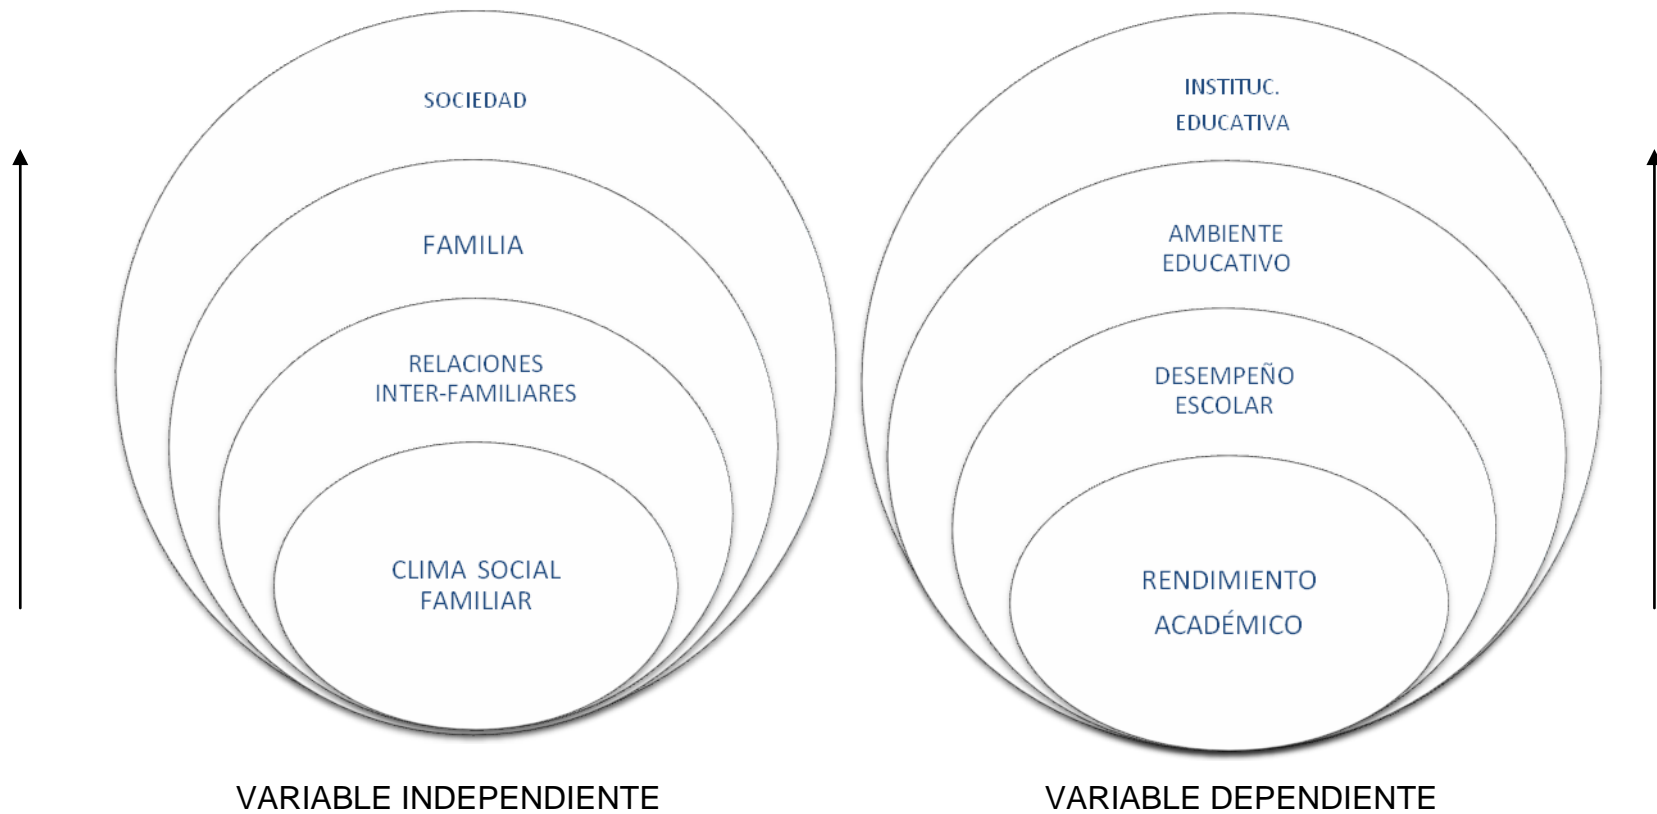 SOCIEDAD
FAMILIA
RELACIONES
INTER-FAMILIARES
CLIMA SOCIAL
FAMILIAR
VARIABLE INDEPENDIENTE
INSTITUC.
EDUCATIVA
AMBIENTE
EDUCATIVO
DESEMPEÑO
ESCOLAR
RENDIMIENTO
ACADÉMICO
VARIABLE DEPENDIENTE